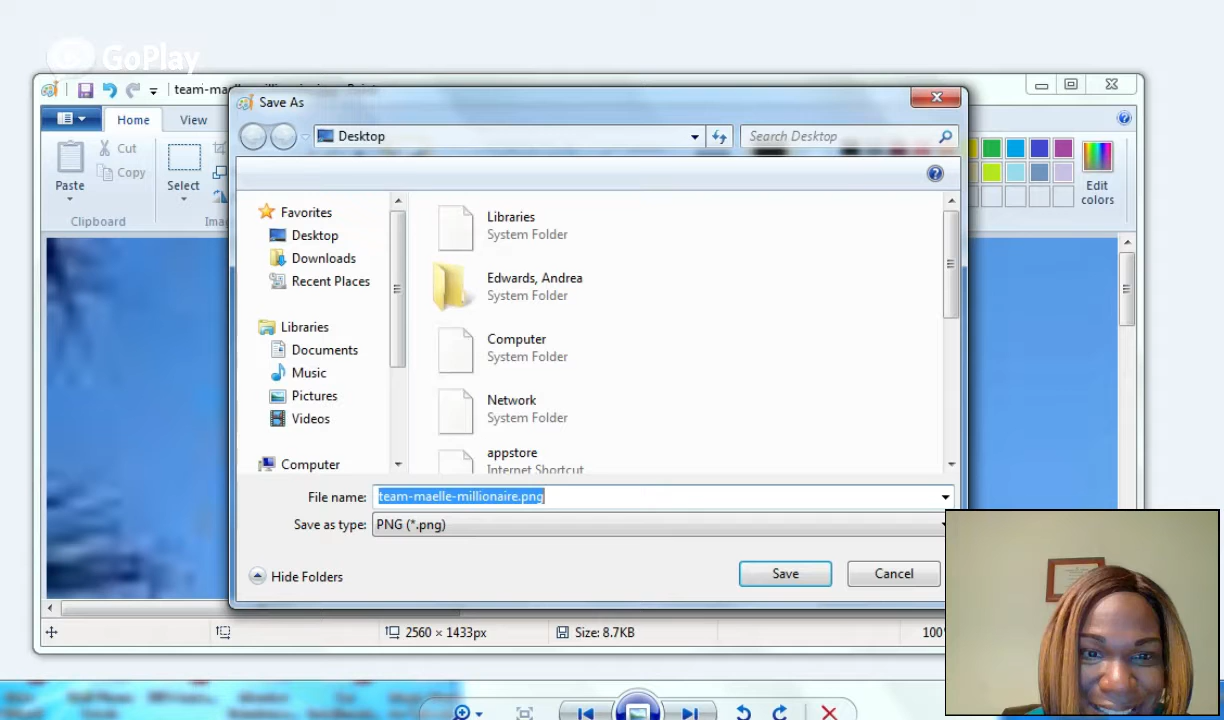 GoPlay
team-ma
Save As
Home
View
Desktop
Search Desktop
Cut
Copy
Paste
Select
Edit
colors
Clipboard
Ima
Favorites
Desktop
Downloads
Recent Places
Libraries
Documents
Music
Pictures
Videos
Computer
Libraries
System Folder
Edwards, Andrea
System Folder
Computer
System Folder
Network
System Folder
appstore
Internet Shortcut
File name: team-maelle-millionaire.png
Save as type: PNG (*.png)
Hide Folders
Save
Cancel
2560 × 1433px
Size: 8.7KB
100